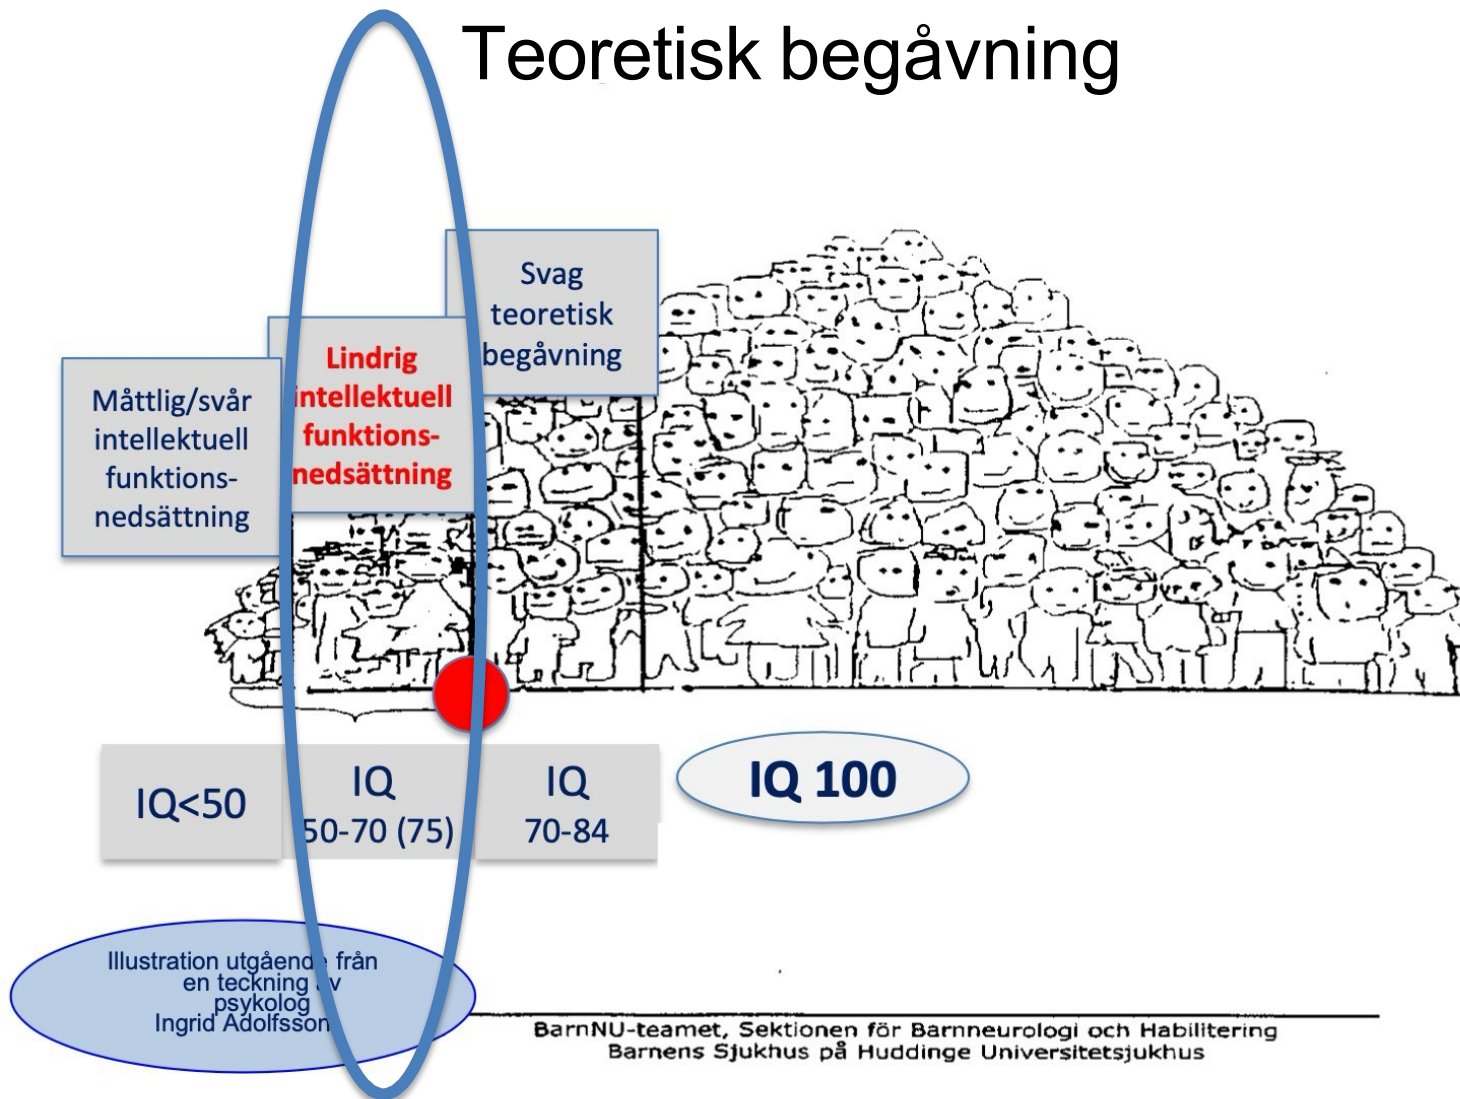 Teoretisk begåvning
Svag
teoretisk
begåvning
Lindrig
intellektuell
funktions-
nedsättning
Måttlig/svår
intellektuell
funktions-
nedsättning
IQ<50
IQ
50-70 (75)
IQ
70-84
IQ 100
Illustration utgående från
en teckning av
psykolog
Ingrid Adolfsson
BarnNU-teamet, Sektionen för Barnneurologi och Habilitering
Barnens Sjukhus på Huddinge Universitetsjukhus